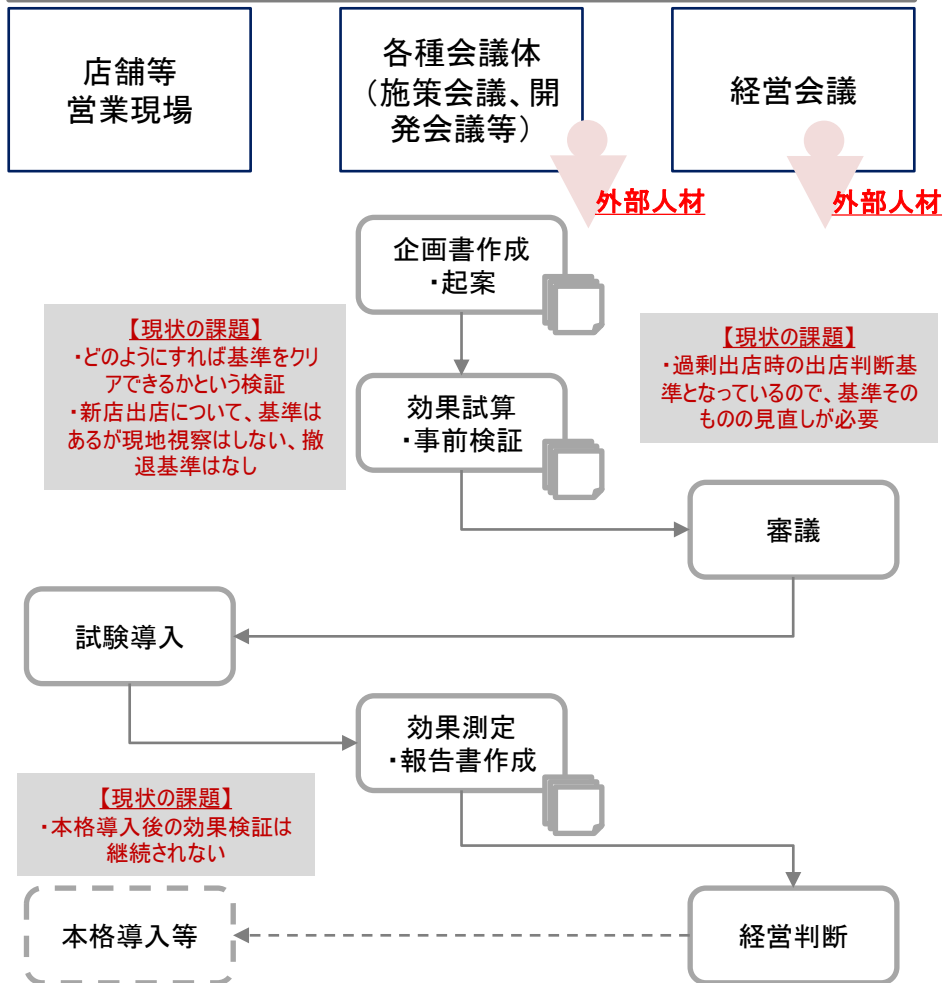 店舗等
営業現場
各種会議体
（施策会議、開
発会議等）
経営会議
外部人材
外部人材
企画書作成
・起案
【現状の課題】
・どのようにすれば基準をクリ
アできるかという検証
・新店出店について、基準は
あるが現地視察はしない、撤
退基準はなし
【現状の課題】
・過剰出店時の出店判断基
準となっているので、基準その
ものの見直しが必要
効果試算
・事前検証
審議
試験導入
効果測定
・報告書作成
【現状の課題】
・本格導入後の効果検証は
継続されない
本格導入等
経営判断